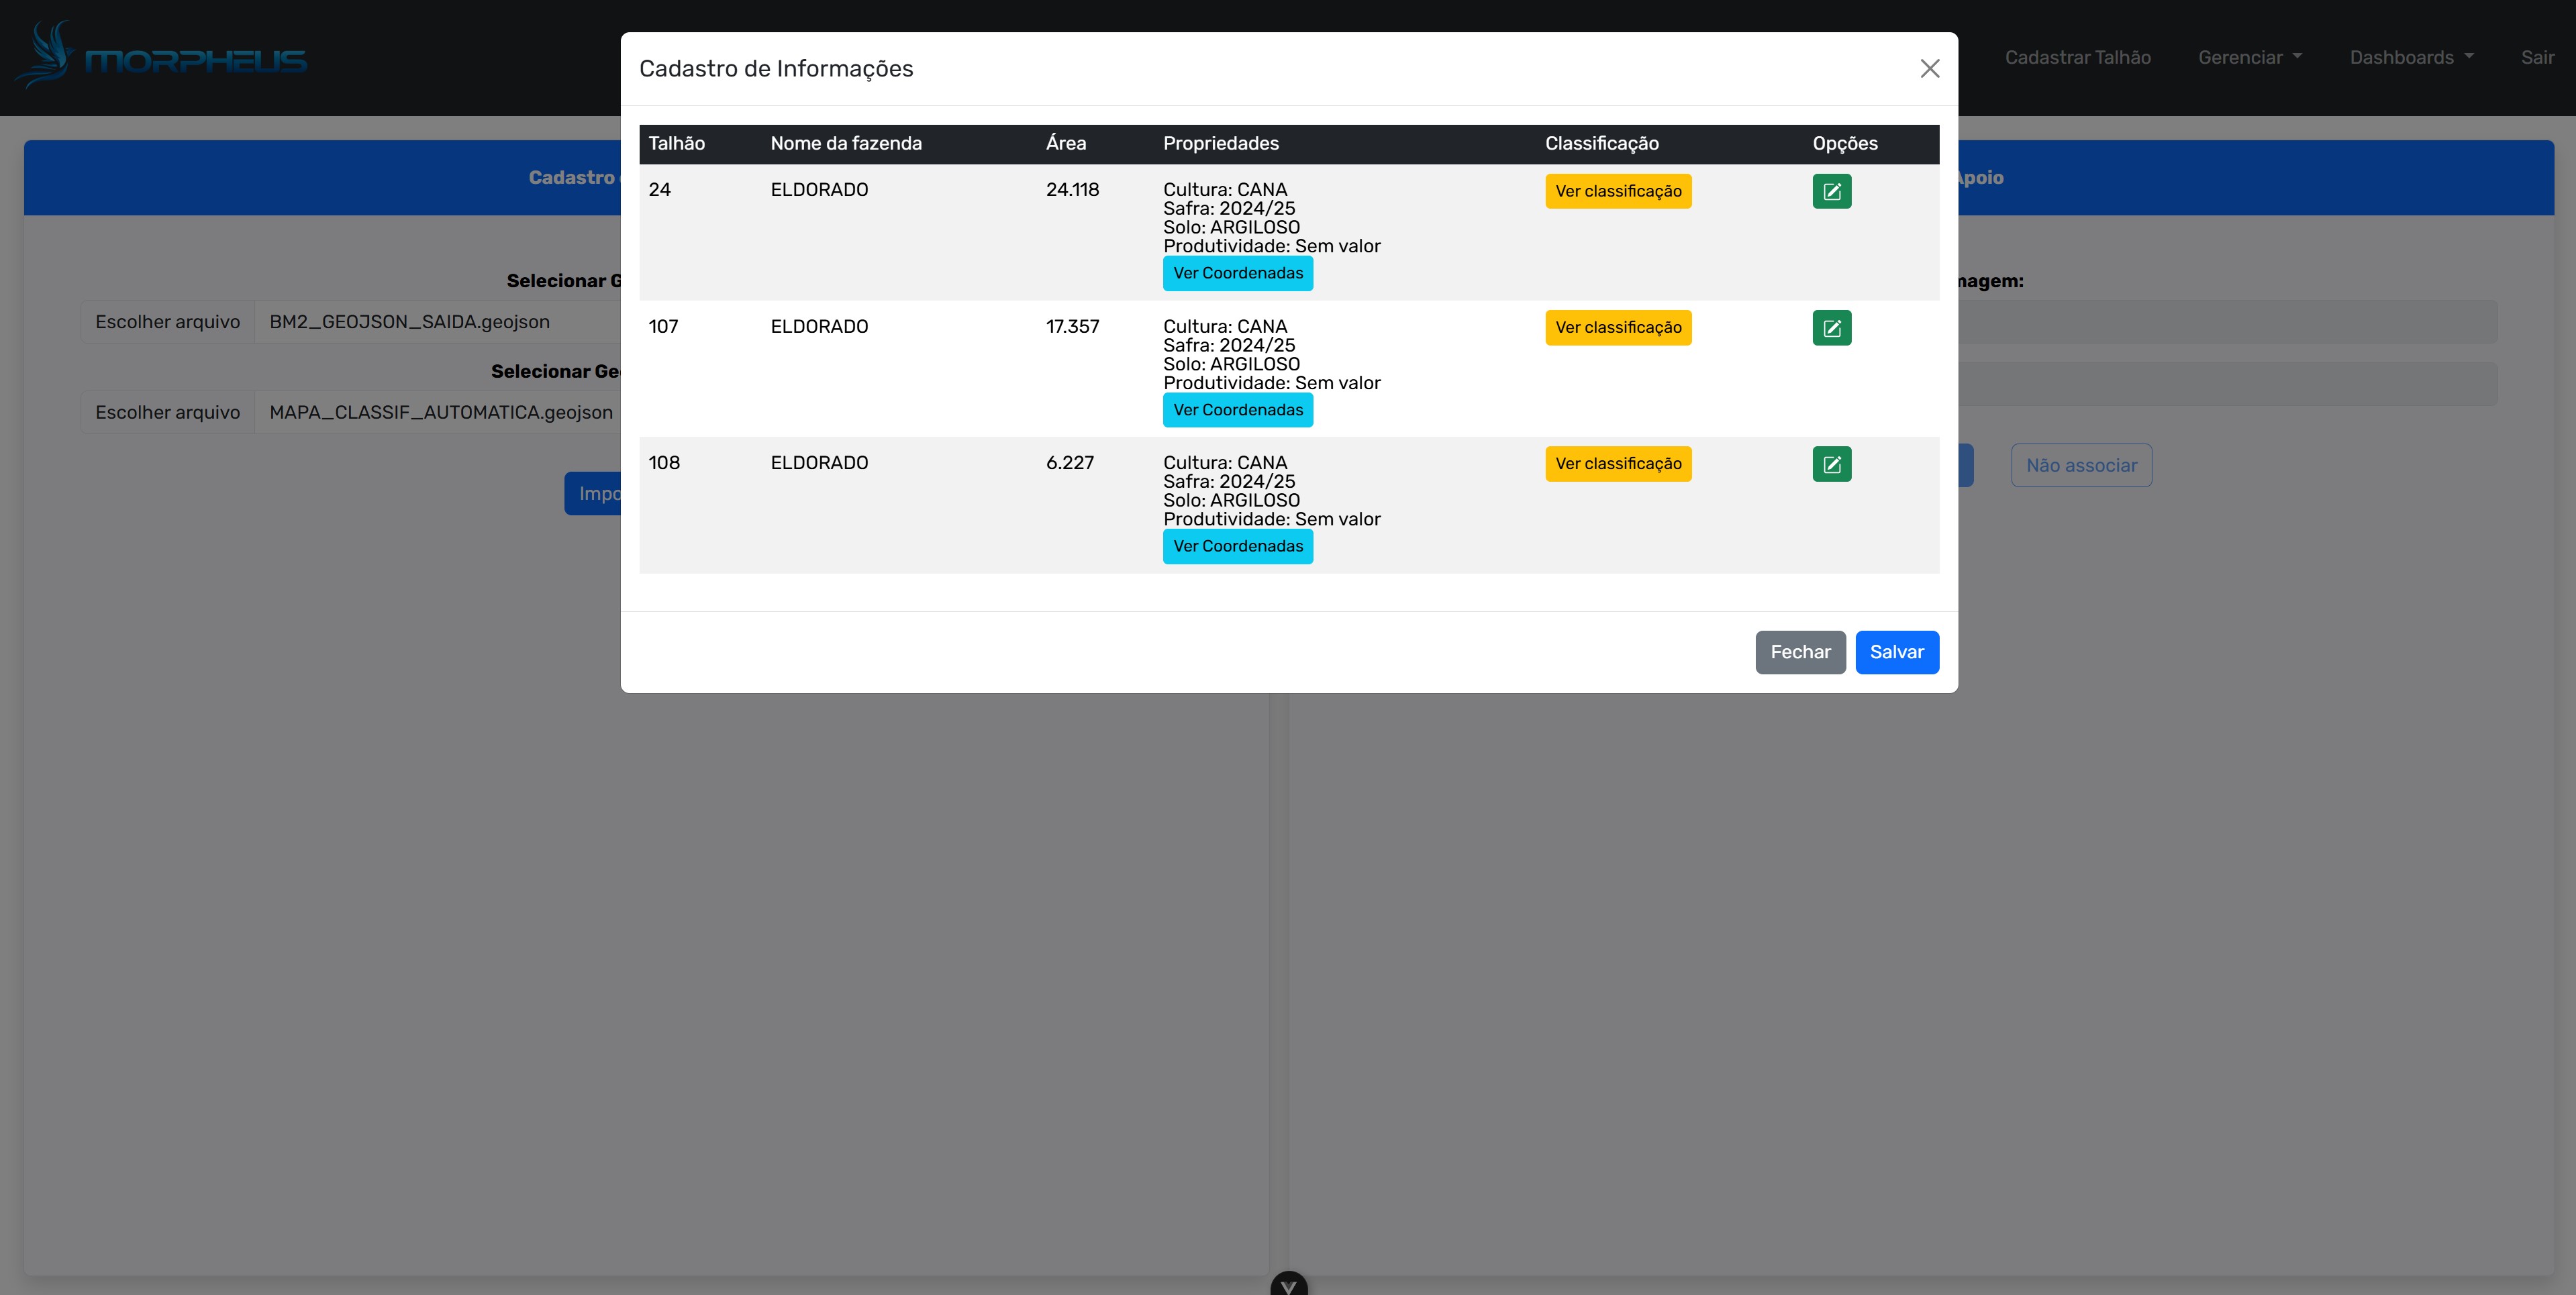 MORPHEUS
Cadastrar Talhão
Gerenciar
Dashboards
Sair
Cadastro de Informações
Talhão Nome da fazenda Área Propriedades Classificação Opções
24 ELDORADO 24.118 Cultura: CANA Ver classificação
Safra: 2024/25
Solo: ARGILOSO
Produtividade: Sem valor
Ver Coordenadas
107 ELDORADO 17.357 Cultura: CANA Ver classificação
Safra: 2024/25
Solo: ARGILOSO
Produtividade: Sem valor
Ver Coordenadas
108 ELDORADO 6.227 Cultura: CANA Ver classificação
Safra: 2024/25
Solo: ARGILOSO
Produtividade: Sem valor
Ver Coordenadas
Fechar Salvar
Cadastro
Selecionar
Escolher arquivo BM2_GEOJSON_SAIDA.geojson
Selecionar
Escolher arquivo MAPA_CLASSIF_AUTOMATICA.geojson
Apoio
Não associar